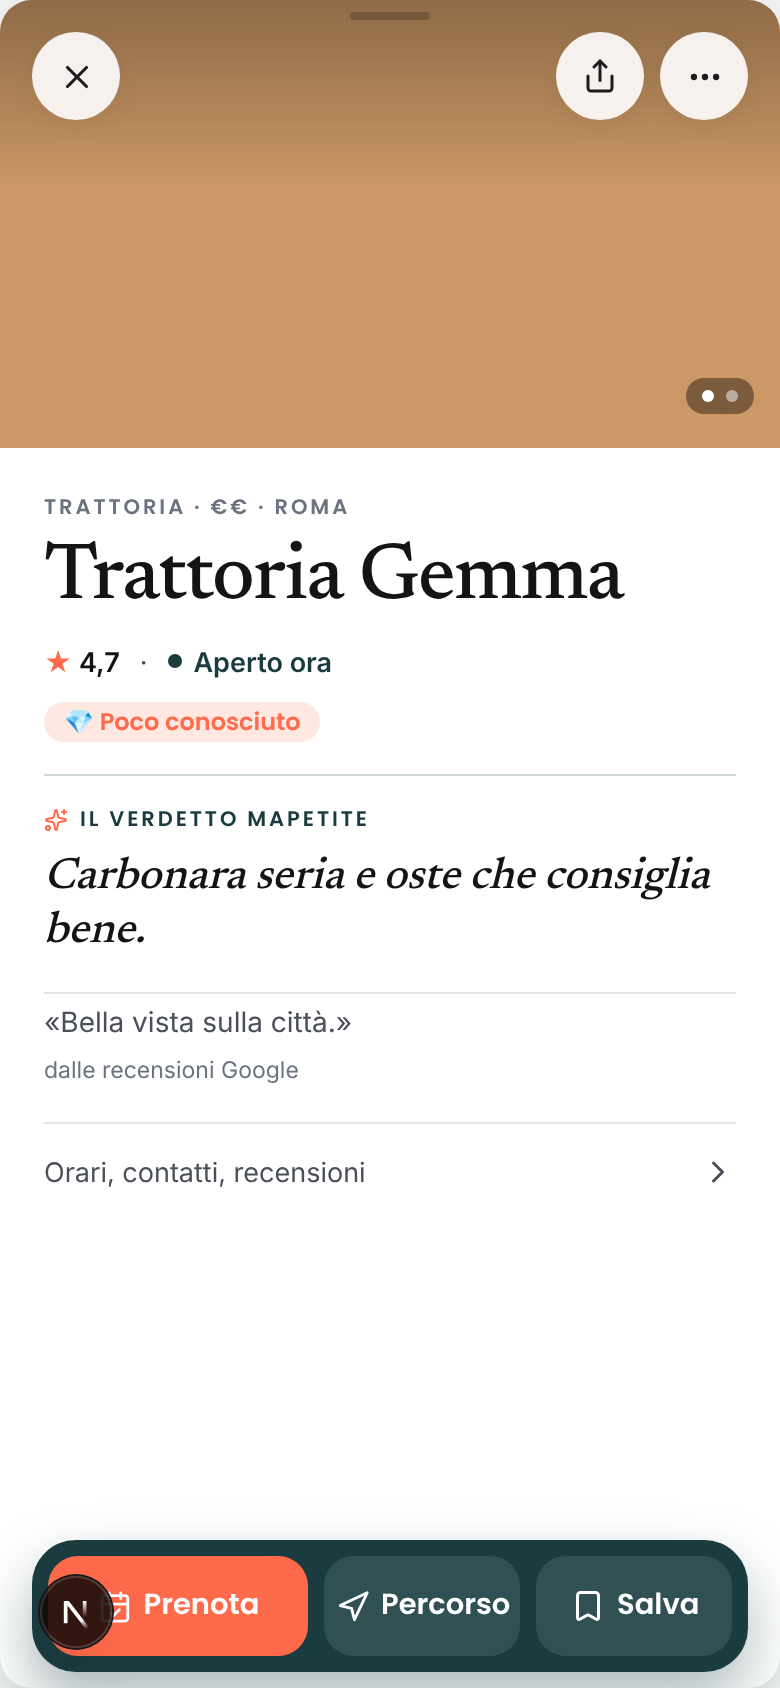 TRATTORIA · €€ · ROMA
Trattoria Gemma
★ 4,7 · ● Aperto ora
💎 Poco conosciuto
IL VERDETTO MAPETITE
Carbonara seria e oste che consiglia
bene.
«Bella vista sulla città.»
dalle recensioni Google
Orari, contatti, recensioni
N Prenota Percorso Salva